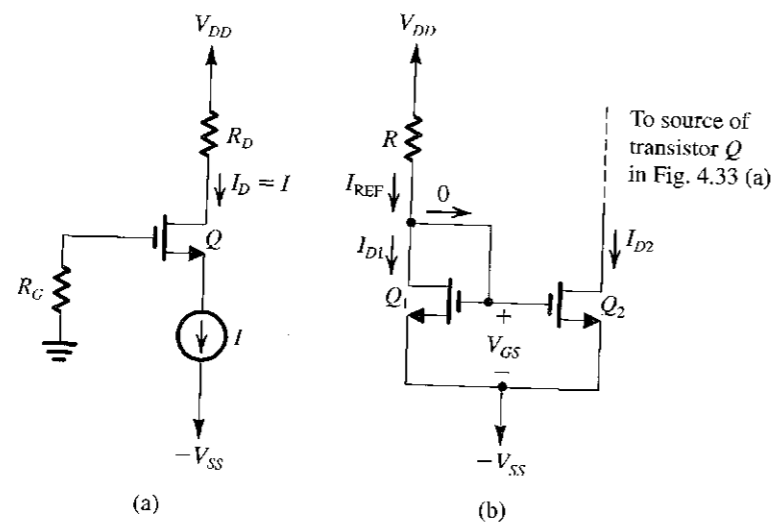 V_DD
R_D
I_D = I
Q
R_G
I
−V_SS
(a)
V_DD
R
I_REF
0
I_D1
Q_1
+
V_GS
−
Q_2
I_D2
To source of
transistor Q
in Fig. 4.33 (a)
−V_SS
(b)